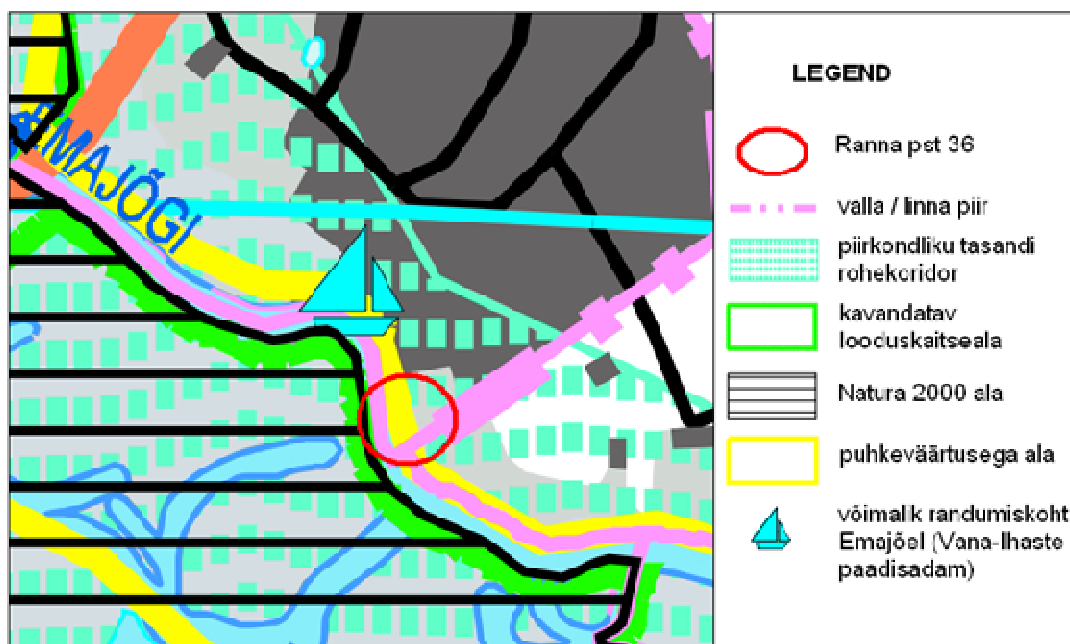 EMAJÕGI
LEGEND
Ranna pst 36
valla / linna piir
piirkondliku tasandi
rohekoridor
kavandatav
looduskaitseala
Natura 2000 ala
puhkeväärtusega ala
võimalik randumiskoht
Emajõel (Vana-Ihaste
paadisadam)